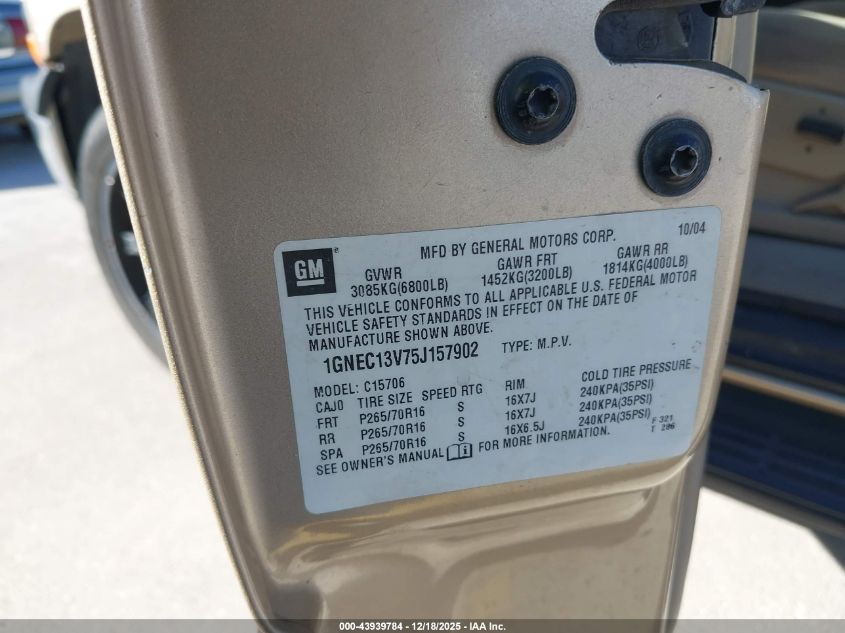 10/04
GM ®
MFD BY GENERAL MOTORS CORP.
GVWR GAWR FRT GAWR RR
3085KG(6800LB) 1452KG(3200LB) 1814KG(4000LB)
THIS VEHICLE CONFORMS TO ALL APPLICABLE U.S. FEDERAL MOTOR
VEHICLE SAFETY STANDARDS IN EFFECT ON THE DATE OF
MANUFACTURE SHOWN ABOVE.
1GNEC13V75J157902 TYPE: M.P.V.
MODEL: C15706
CAJ0 TIRE SIZE SPEED RTG RIM COLD TIRE PRESSURE
FRT P265/70R16 S 16X7J 240KPA(35PSI)
RR P265/70R16 S 16X7J 240KPA(35PSI)
SPA P265/70R16 S 16X6.5J 240KPA(35PSI)
F 321
T 286
SEE OWNER'S MANUAL FOR MORE INFORMATION.
000-43939784 - 12/18/2025 - IAA Inc.